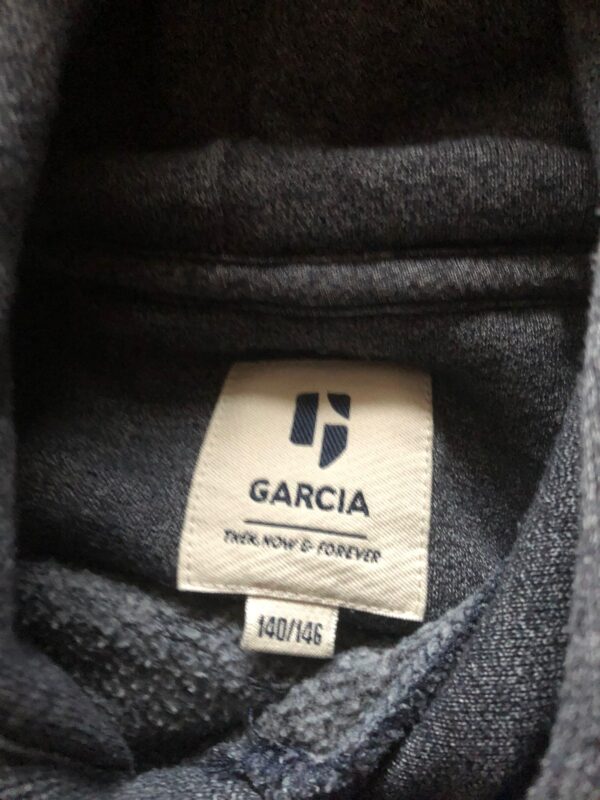 GARCIA
THEN, NOW & FOREVER
140/146